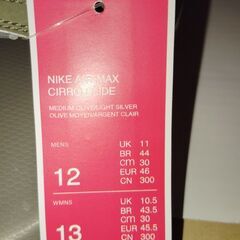 NIKE AIR MAX
CIRRO SLIDE
MEDIUM OLIVE/LIGHT SILVER
OLIVE MOYEN/ARGENT CLAIR
MENS
12
UK 11
BR 44
CM 30
EUR 46
CN 300
WMNS
13
UK 10.5
BR 43.5
CM 30
EUR 45.5
CN 300